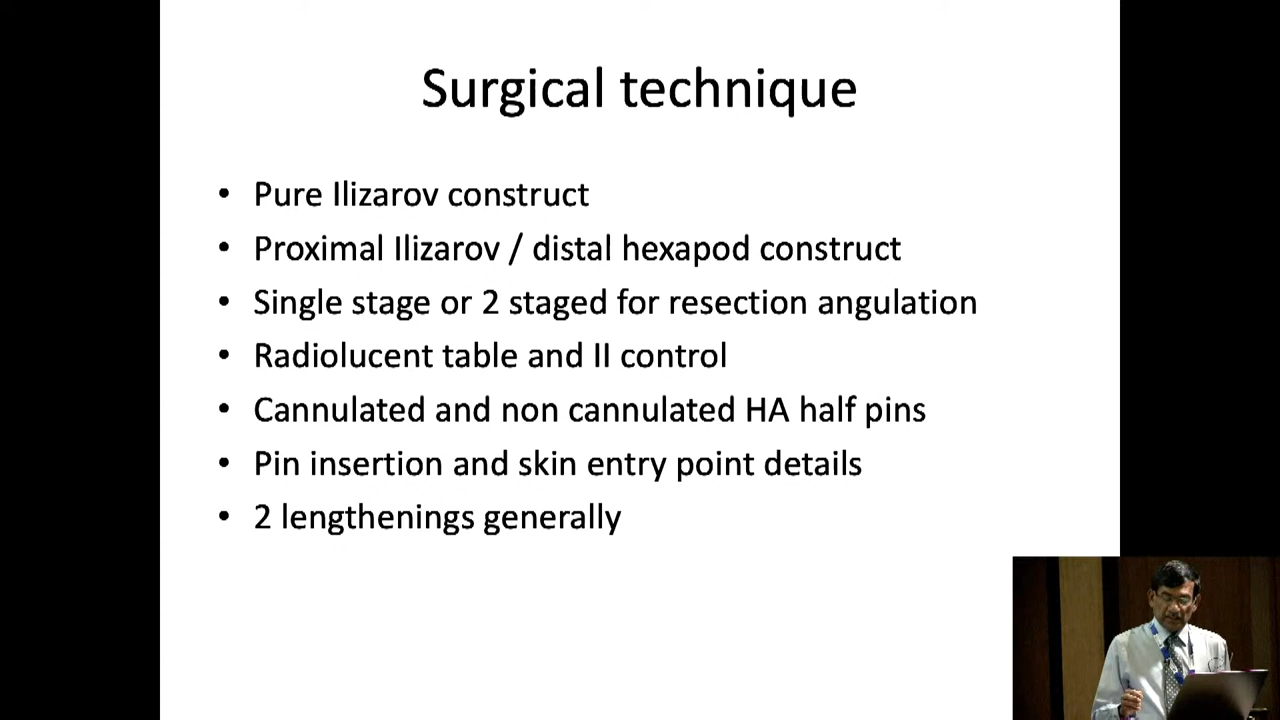 Surgical technique
• Pure Ilizarov construct
• Proximal Ilizarov / distal hexapod construct
• Single stage or 2 staged for resection angulation
• Radiolucent table and II control
• Cannulated and non cannulated HA half pins
• Pin insertion and skin entry point details
• 2 lengthenings generally